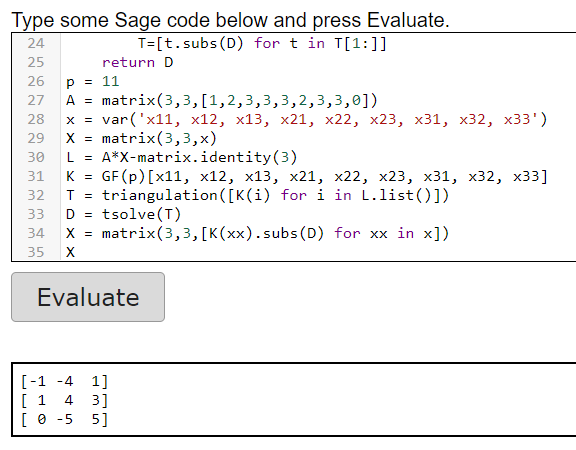 Type some Sage code below and press Evaluate.
24 T=[t.subs(D) for t in T[1:]]
25 return D
26 p = 11
27 A = matrix(3,3,[1,2,3,3,3,2,3,3,0])
28 x = var('x11, x12, x13, x21, x22, x23, x31, x32, x33')
29 X = matrix(3,3,x)
30 L = A*X-matrix.identity(3)
31 K = GF(p)[x11, x12, x13, x21, x22, x23, x31, x32, x33]
32 T = triangulation([K(i) for i in L.list()])
33 D = tsolve(T)
34 X = matrix(3,3,[K(xx).subs(D) for xx in x])
35 X
Evaluate
[-1 -4  1]
[ 1  4  3]
[ 0 -5  5]